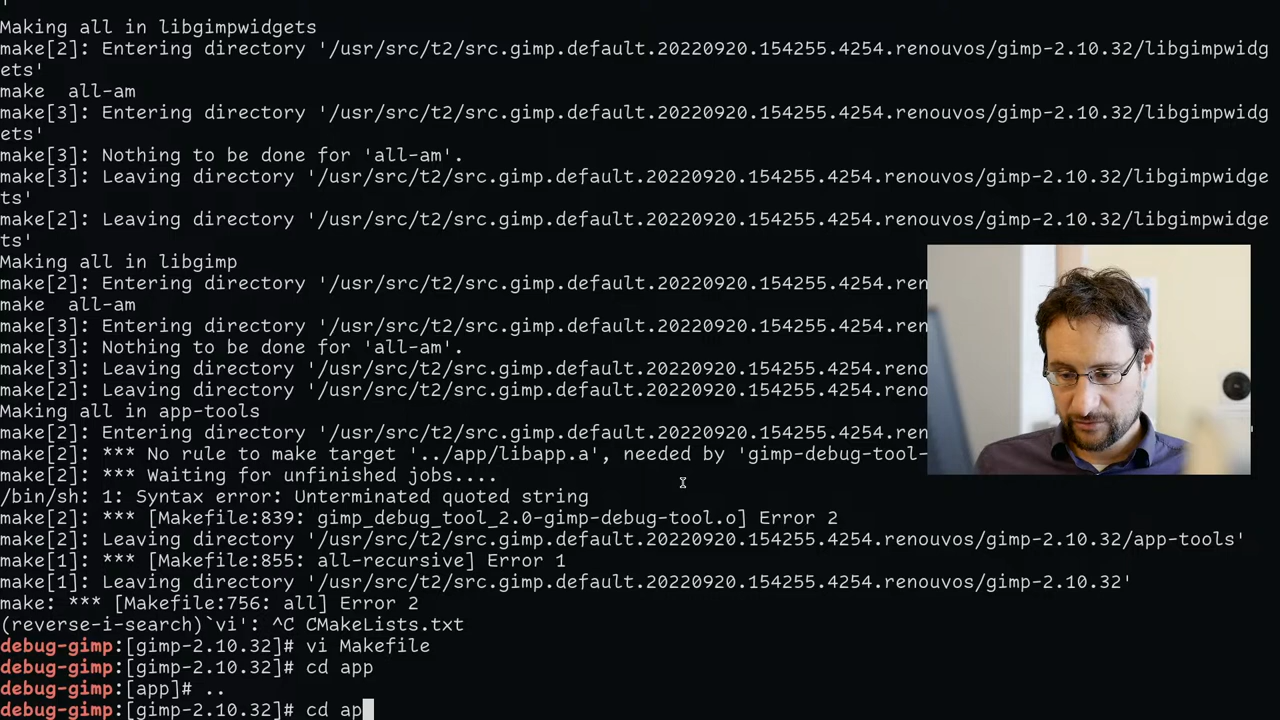 '
Making all in libgimpwidgets
make[2]: Entering directory '/usr/src/t2/src.gimp.default.20220920.154255.4254.renouvos/gimp-2.10.32/libgimpwidg
ets'
make  all-am
make[3]: Entering directory '/usr/src/t2/src.gimp.default.20220920.154255.4254.renouvos/gimp-2.10.32/libgimpwidg
ets'
make[3]: Nothing to be done for 'all-am'.
make[3]: Leaving directory '/usr/src/t2/src.gimp.default.20220920.154255.4254.renouvos/gimp-2.10.32/libgimpwidge
ts'
make[2]: Leaving directory '/usr/src/t2/src.gimp.default.20220920.154255.4254.renouvos/gimp-2.10.32/libgimpwidge
ts'
Making all in libgimp
make[2]: Entering directory '/usr/src/t2/src.gimp.default.20220920.154255.4254.ren
make  all-am
make[3]: Entering directory '/usr/src/t2/src.gimp.default.20220920.154255.4254.ren
make[3]: Nothing to be done for 'all-am'.
make[3]: Leaving directory '/usr/src/t2/src.gimp.default.20220920.154255.4254.reno
make[2]: Leaving directory '/usr/src/t2/src.gimp.default.20220920.154255.4254.reno
Making all in app-tools
make[2]: Entering directory '/usr/src/t2/src.gimp.default.20220920.154255.4254.ren '
make[2]: *** No rule to make target '../app/libapp.a', needed by 'gimp-debug-tool-
make[2]: *** Waiting for unfinished jobs....
/bin/sh: 1: Syntax error: Unterminated quoted string
make[2]: *** [Makefile:839: gimp_debug_tool_2.0-gimp-debug-tool.o] Error 2
make[2]: Leaving directory '/usr/src/t2/src.gimp.default.20220920.154255.4254.renouvos/gimp-2.10.32/app-tools'
make[1]: *** [Makefile:855: all-recursive] Error 1
make[1]: Leaving directory '/usr/src/t2/src.gimp.default.20220920.154255.4254.renouvos/gimp-2.10.32'
make: *** [Makefile:756: all] Error 2
(reverse-i-search)`vi': ^C CMakeLists.txt
debug-gimp:[gimp-2.10.32]# vi Makefile
debug-gimp:[gimp-2.10.32]# cd app
debug-gimp:[app]# ..
debug-gimp:[gimp-2.10.32]# cd ap